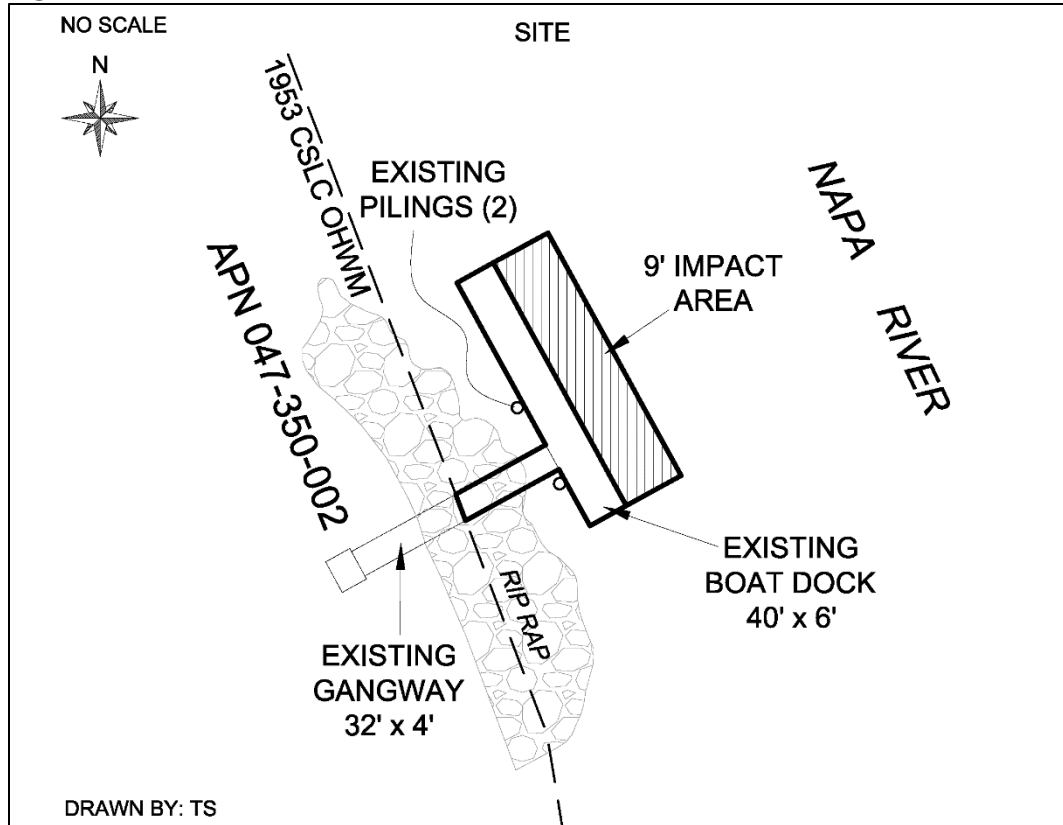 NO SCALE
SITE
N
1953 CSLC OHWM
EXISTING
PILINGS (2)
NAPA
RIVER
9' IMPACT
AREA
APN 047-350-002
RIP RAP
EXISTING
BOAT DOCK
40' x 6'
EXISTING
GANGWAY
32' x 4'
DRAWN BY: TS